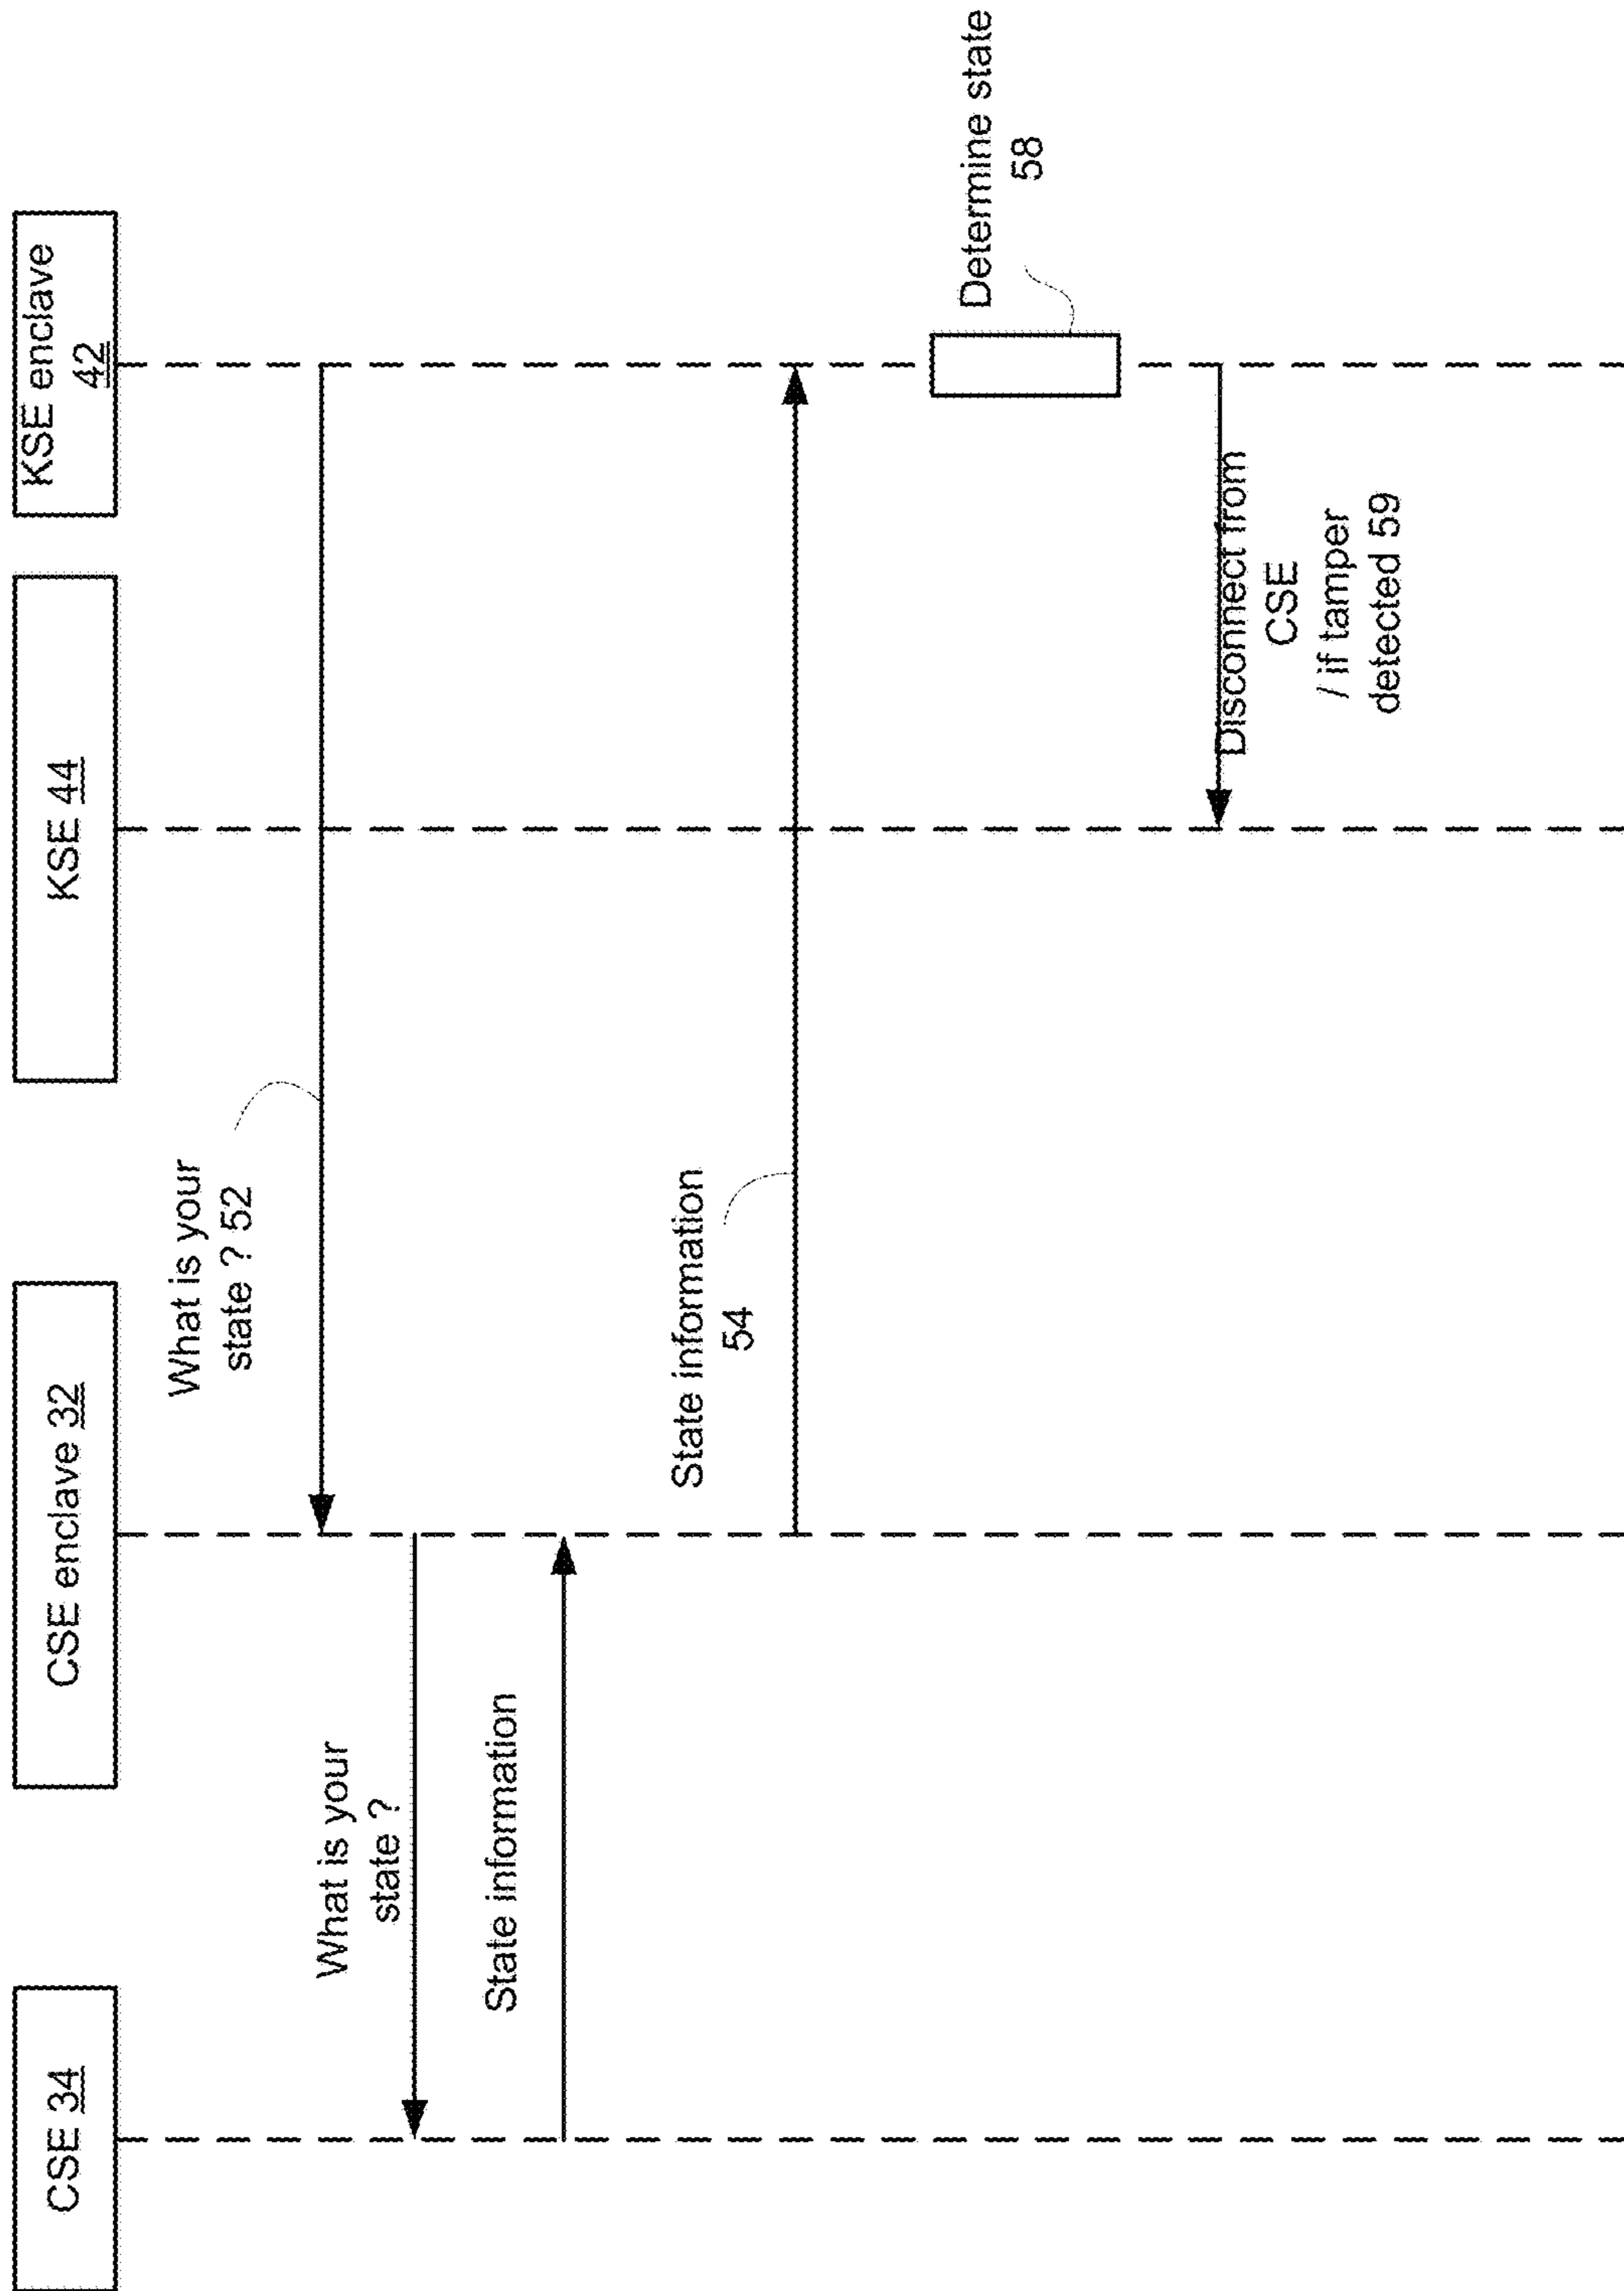 CSE 34
CSE enclave 32
KSE 44
KSE enclave
42
What is your
state ? 52
What is your
state ?
State information
State information
54
Determine state
58
Disconnect from
CSE
/ if tamper
detected 59